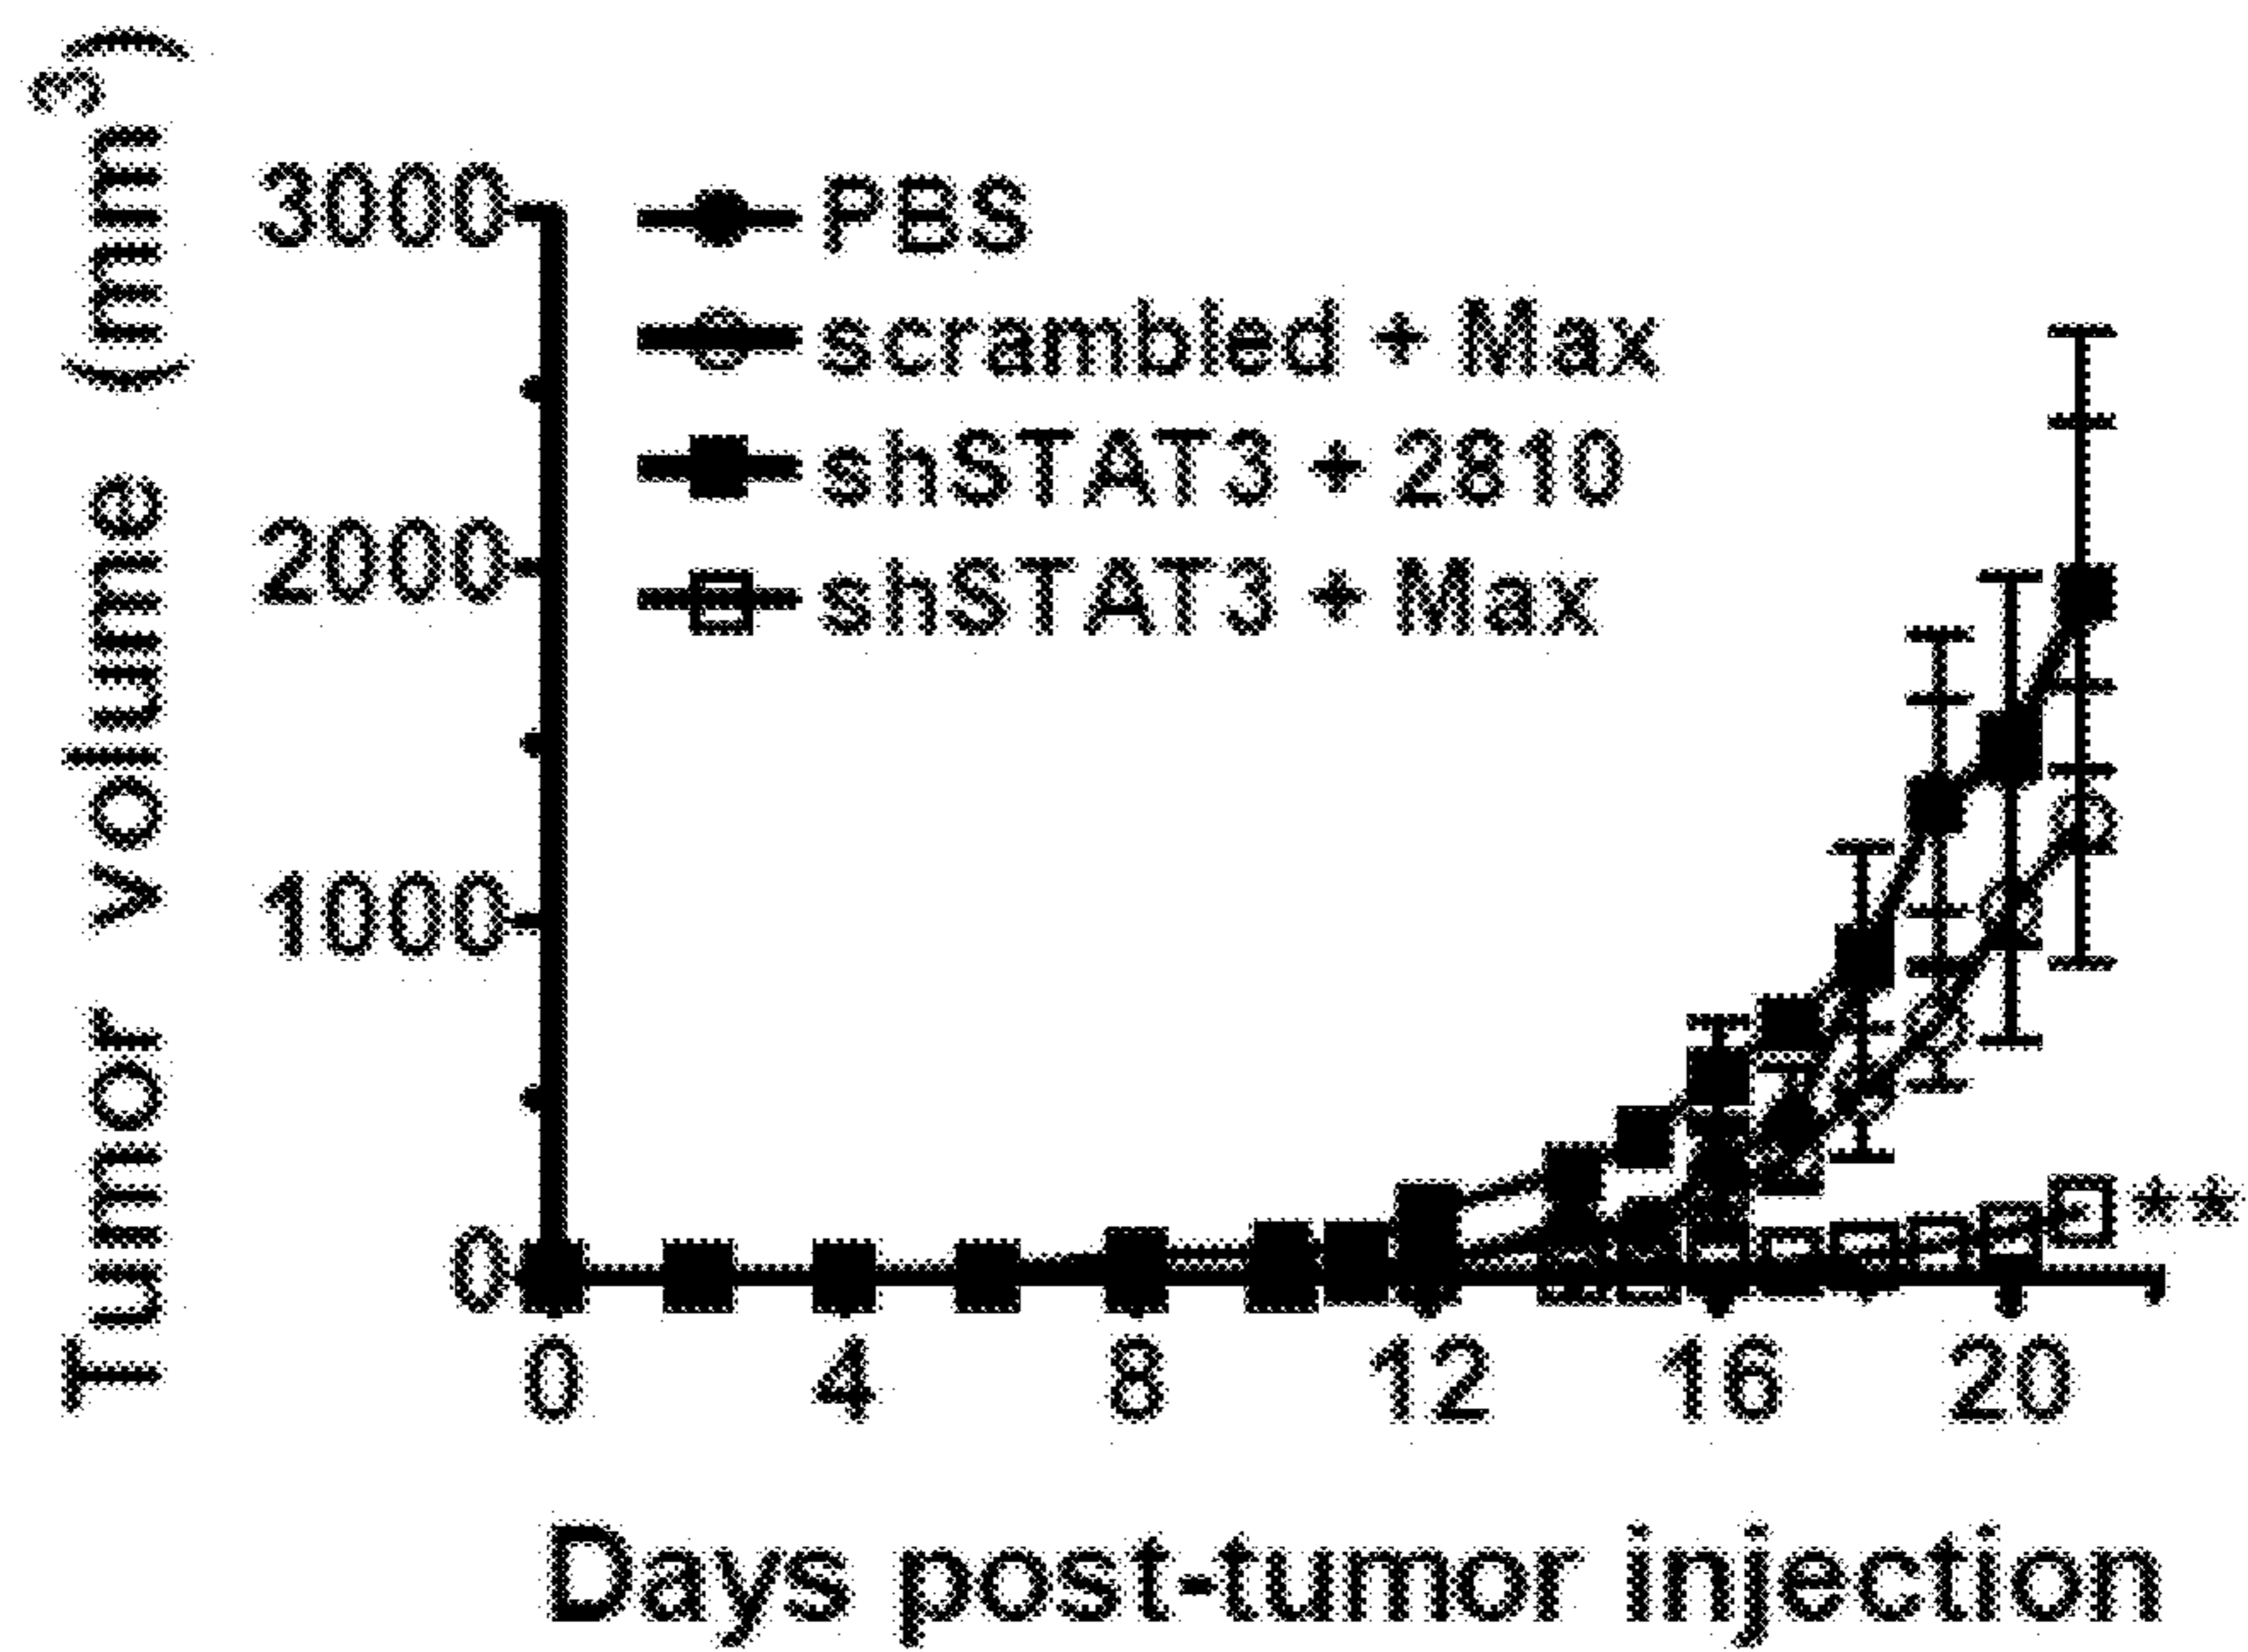 Tumor volume (mm³)
3000
2000
1000
0
PBS
scrambled + Max
shSTAT3 + 2810
shSTAT3 + Max
**
0 4 8 12 16 20
Days post-tumor injection